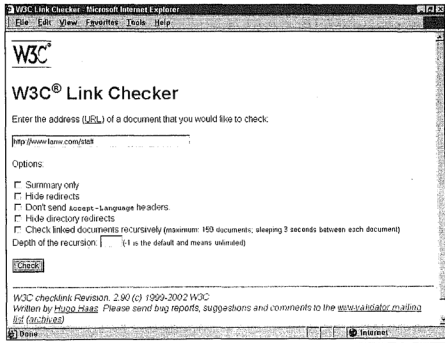 W3C Link Checker - Microsoft Internet Explorer
File Edit View Favorites Tools Help
W3C®
W3C® Link Checker
Enter the address (URL) of a document that you would like to check:
http://www.lanw.com/staff
Options:
Summary only
Hide redirects
Don't send Accept-Language headers.
Hide directory redirects
Check linked documents recursively (maximum: 150 documents; sleeping 3 seconds between each document)
Depth of the recursion: (-1 is the default and means unlimited)
Check
W3C checklink Revision. 2.90 (c) 1999-2002 W3C
Written by Hugo Haas Please send bug reports, suggestions and comments to the www-validator mailing
list (archives)
Done Internet